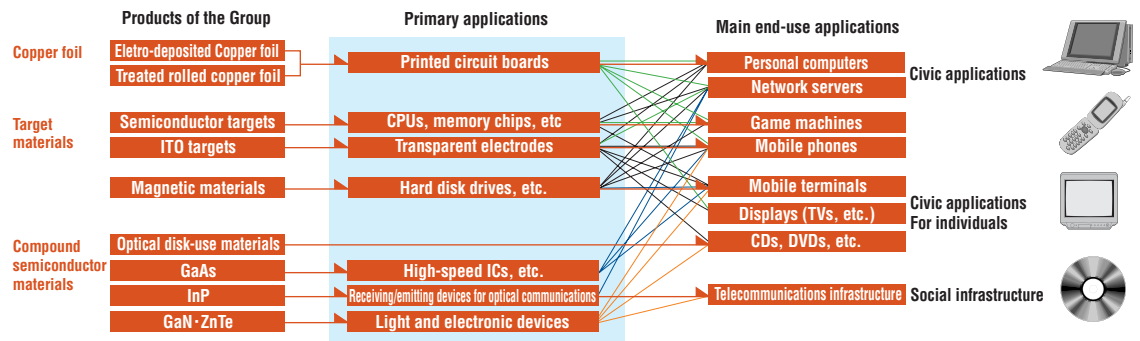 Products of the Group
Primary applications
Main end-use applications
Copper foil
Eletro-deposited Copper foil
Treated rolled copper foil
Printed circuit boards
Personal computers
Network servers
Civic applications
Target
materials
Semiconductor targets
ITO targets
Magnetic materials
CPUs, memory chips, etc
Transparent electrodes
Hard disk drives, etc.
Game machines
Mobile phones
Mobile terminals
Displays (TVs, etc.)
CDs, DVDs, etc.
Civic applications
For individuals
Compound
semiconductor
materials
Optical disk-use materials
GaAs
InP
GaN·ZnTe
High-speed ICs, etc.
Receiving/emitting devices for optical communications
Light and electronic devices
Telecommunications infrastructure
Social infrastructure